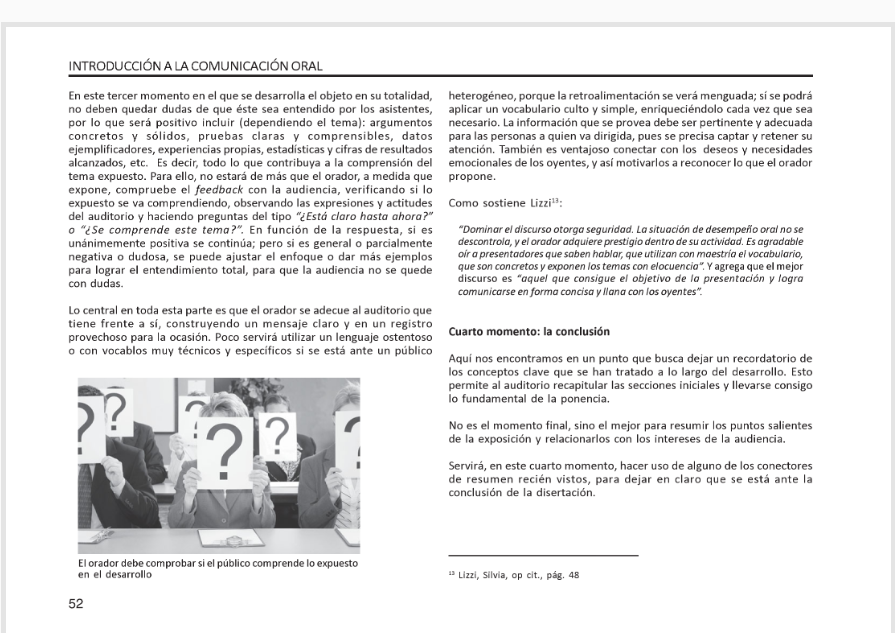 INTRODUCCIÓN A LA COMUNICACIÓN ORAL
En este tercer momento en el que se desarrolla el objeto en su totalidad,
no deben quedar dudas de que éste sea entendido por los asistentes,
por lo que será positivo incluir (dependiendo el tema): argumentos
concretos y sólidos, pruebas claras y comprensibles, datos
ejemplificadores, experiencias propias, estadísticas y cifras de resultados
alcanzados, etc. Es decir, todo lo que contribuya a la comprensión del
tema expuesto. Para ello, no estará de más que el orador, a medida que
expone, compruebe el feedback con la audiencia, verificando si lo
expuesto se va comprendiendo, observando las expresiones y actitudes
del auditorio y haciendo preguntas del tipo “¿Está claro hasta ahora?”
o “¿Se comprende este tema?”. En función de la respuesta, si es
unánimemente positiva se continúa; pero si es general o parcialmente
negativa o dudosa, se puede ajustar el enfoque o dar más ejemplos
para lograr el entendimiento total, para que la audiencia no se quede
con dudas.
Lo central en toda esta parte es que el orador se adecue al auditorio que
tiene frente a sí, construyendo un mensaje claro y en un registro
provechoso para la ocasión. Poco servirá utilizar un lenguaje ostentoso
o con vocablos muy técnicos y específicos si se está ante un público
? ? ? ? ? ?
El orador debe comprobar si el público comprende lo expuesto
en el desarrollo
52
heterogéneo, porque la retroalimentación se verá menguada; sí se podrá
aplicar un vocabulario culto y simple, enriqueciéndolo cada vez que sea
necesario. La información que se provea debe ser pertinente y adecuada
para las personas a quien va dirigida, pues se precisa captar y retener su
atención. También es ventajoso conectar con los deseos y necesidades
emocionales de los oyentes, y así motivarlos a reconocer lo que el orador
propone.
Como sostiene Lizzi¹³:
“Dominar el discurso otorga seguridad. La situación de desempeño oral no se
descontrola, y el orador adquiere prestigio dentro de su actividad. Es agradable
oír a presentadores que saben hablar, que utilizan con maestría el vocabulario,
que son concretos y exponen los temas con elocuencia”. Y agrega que el mejor
discurso es “aquel que consigue el objetivo de la presentación y logra
comunicarse en forma concisa y llana con los oyentes”.
Cuarto momento: la conclusión
Aquí nos encontramos en un punto que busca dejar un recordatorio de
los conceptos clave que se han tratado a lo largo del desarrollo. Esto
permite al auditorio recapitular las secciones iniciales y llevarse consigo
lo fundamental de la ponencia.
No es el momento final, sino el mejor para resumir los puntos salientes
de la exposición y relacionarlos con los intereses de la audiencia.
Servirá, en este cuarto momento, hacer uso de alguno de los conectores
de resumen recién vistos, para dejar en claro que se está ante la
conclusión de la disertación.
¹³ Lizzi, Silvia, op cit., pág. 48